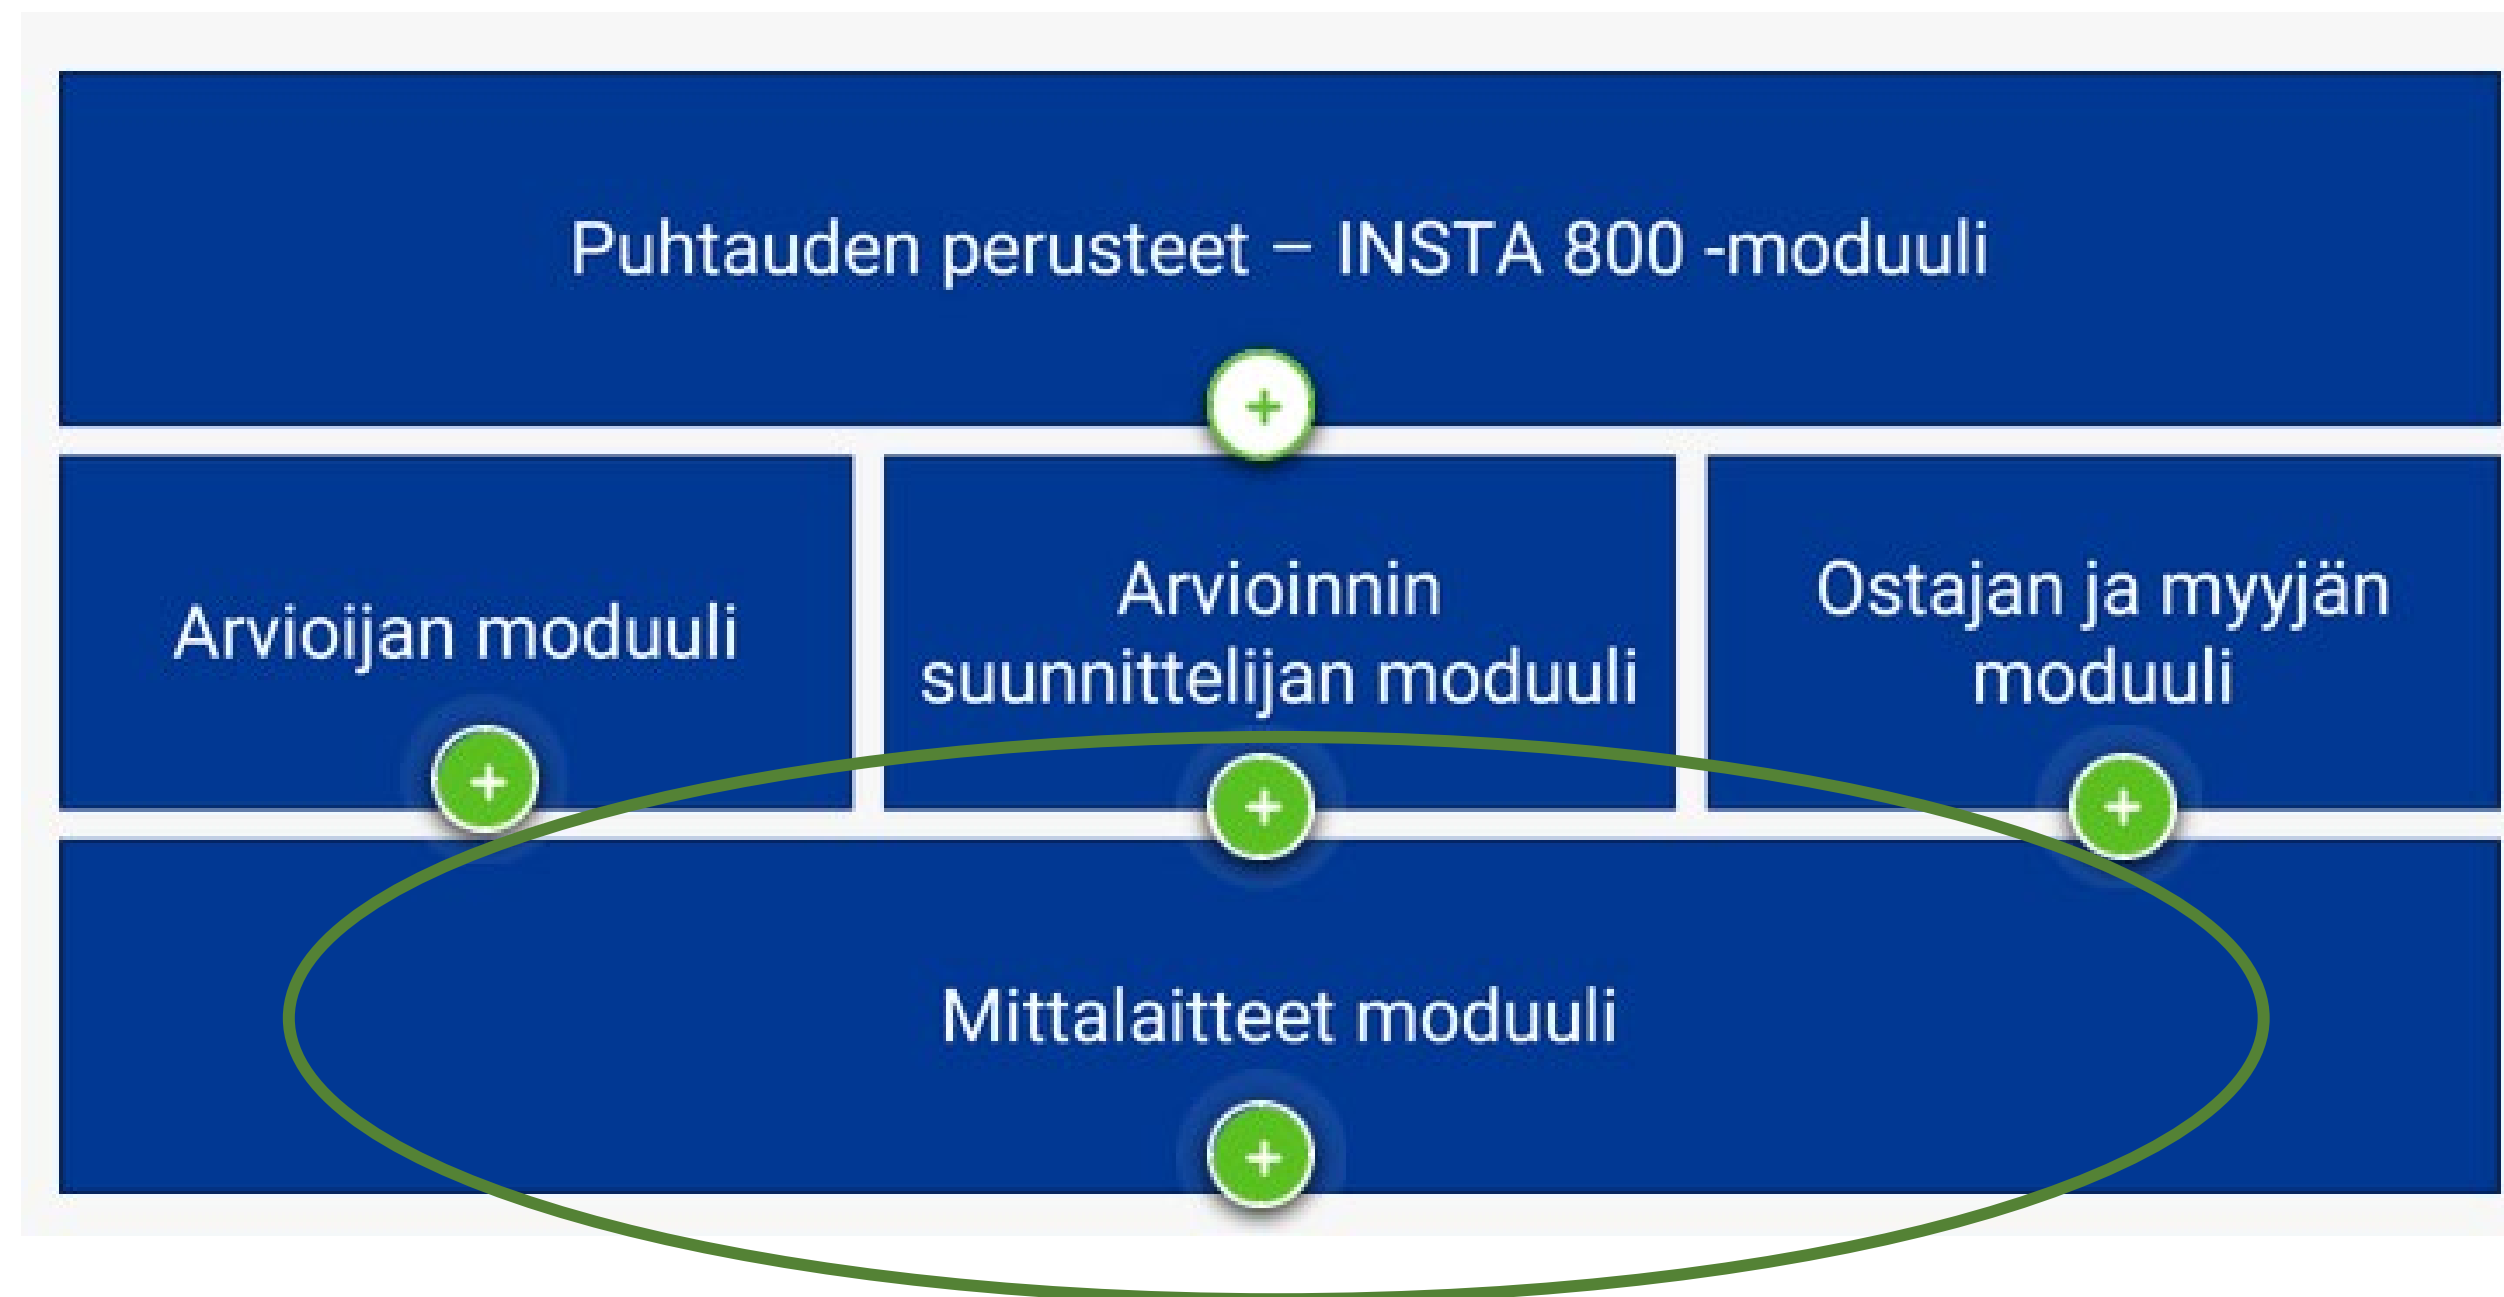 Puhtauden perusteet – INSTA 800 -moduuli
Arvioijan moduuli
Arvioinnin
suunnittelijan moduuli
Ostajan ja myyjän
moduuli
Mittalaitteet moduuli